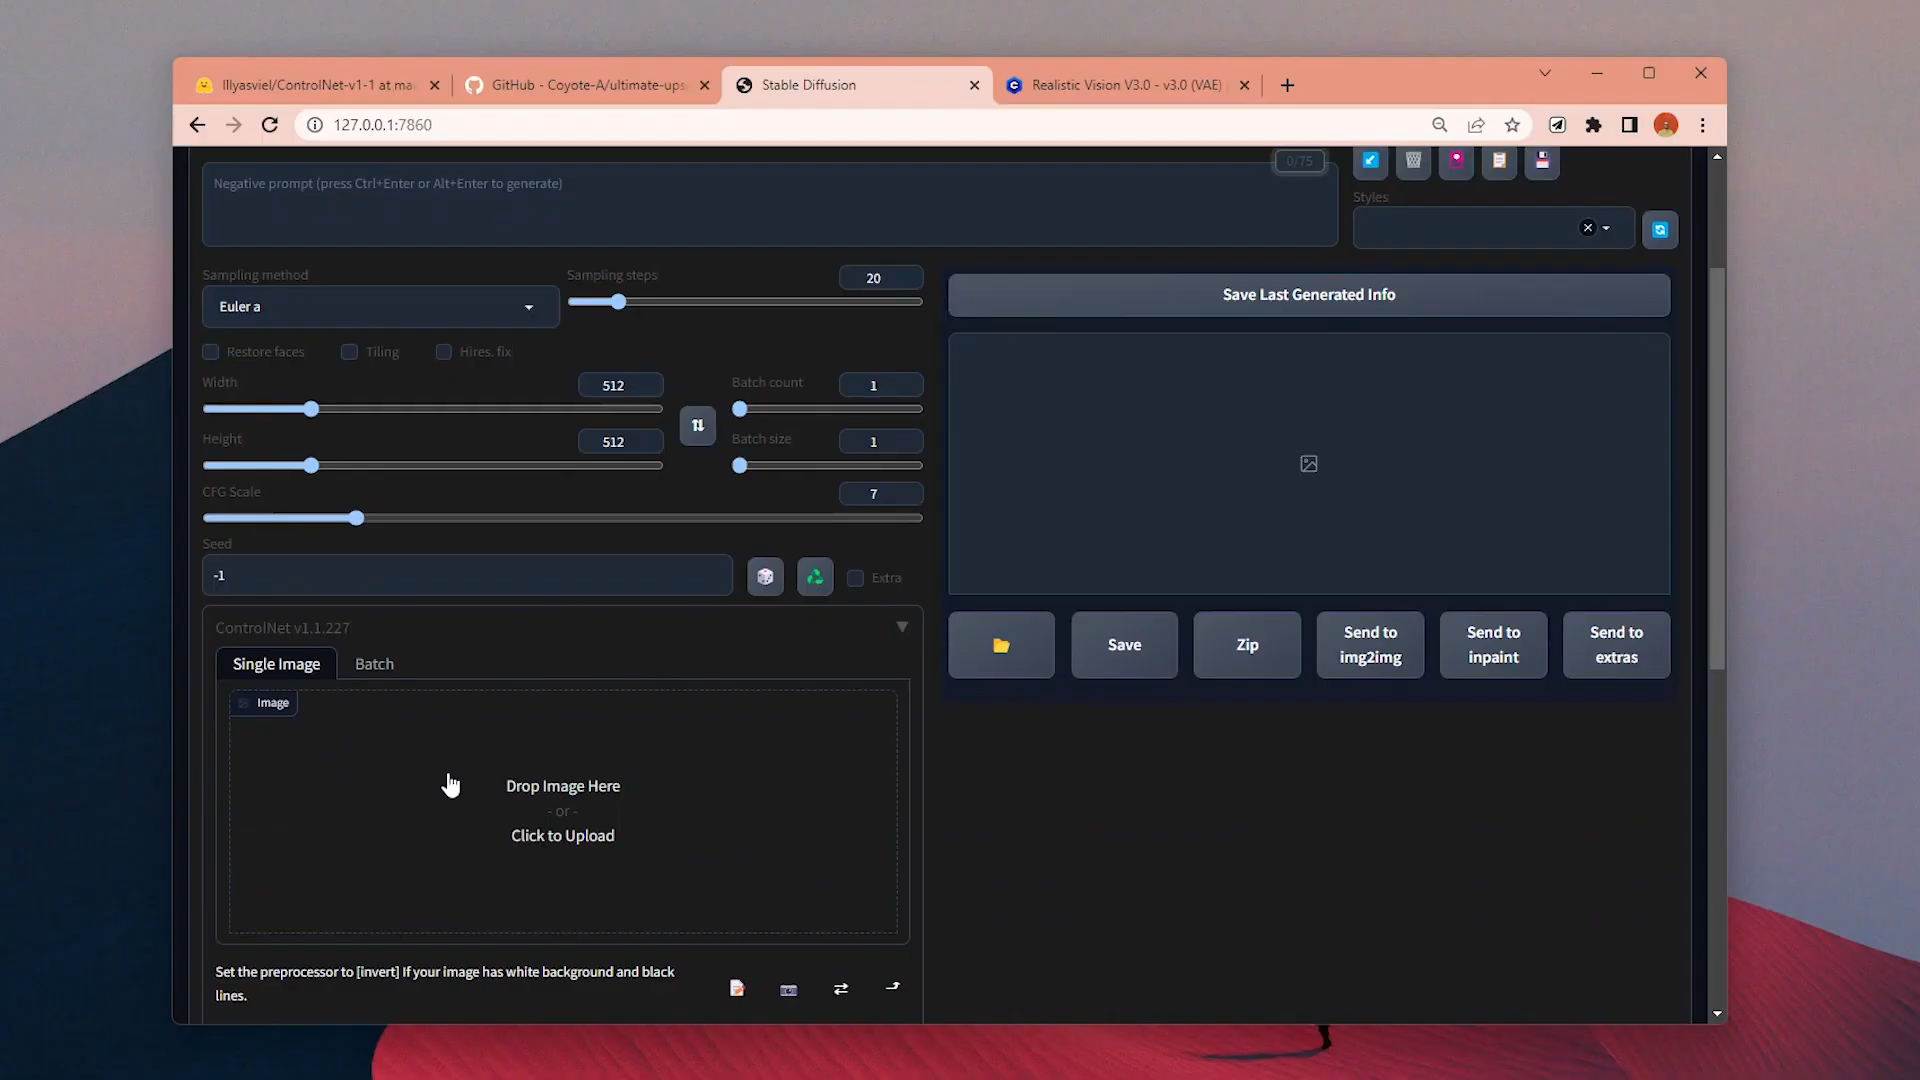 lllyasviel/ControlNet-v1-1 at ma
GitHub - Coyote-A/ultimate-ups
Stable Diffusion
Realistic Vision V3.0 - v3.0 (VAE)
127.0.0.1:7860
Negative prompt (press Ctrl+Enter or Alt+Enter to generate)
0/75
Styles
Sampling method
Sampling steps
20
Euler a
Save Last Generated Info
Restore faces
Tiling
Hires. fix
Width
512
Batch count
1
Height
512
Batch size
1
CFG Scale
7
Seed
-1
Extra
ControlNet v1.1.227
Single Image
Batch
Image
Drop Image Here
- or -
Click to Upload
Save
Zip
Send to
img2img
Send to
inpaint
Send to
extras
Set the preprocessor to [invert] If your image has white background and black
lines.